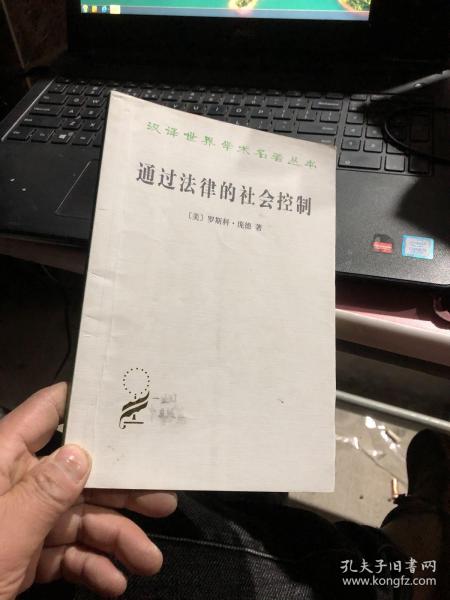 汉译世界学术名著丛书
通过法律的社会控制
〔美〕罗斯科·庞德 著
孔夫子旧书网
www.kongfz.com